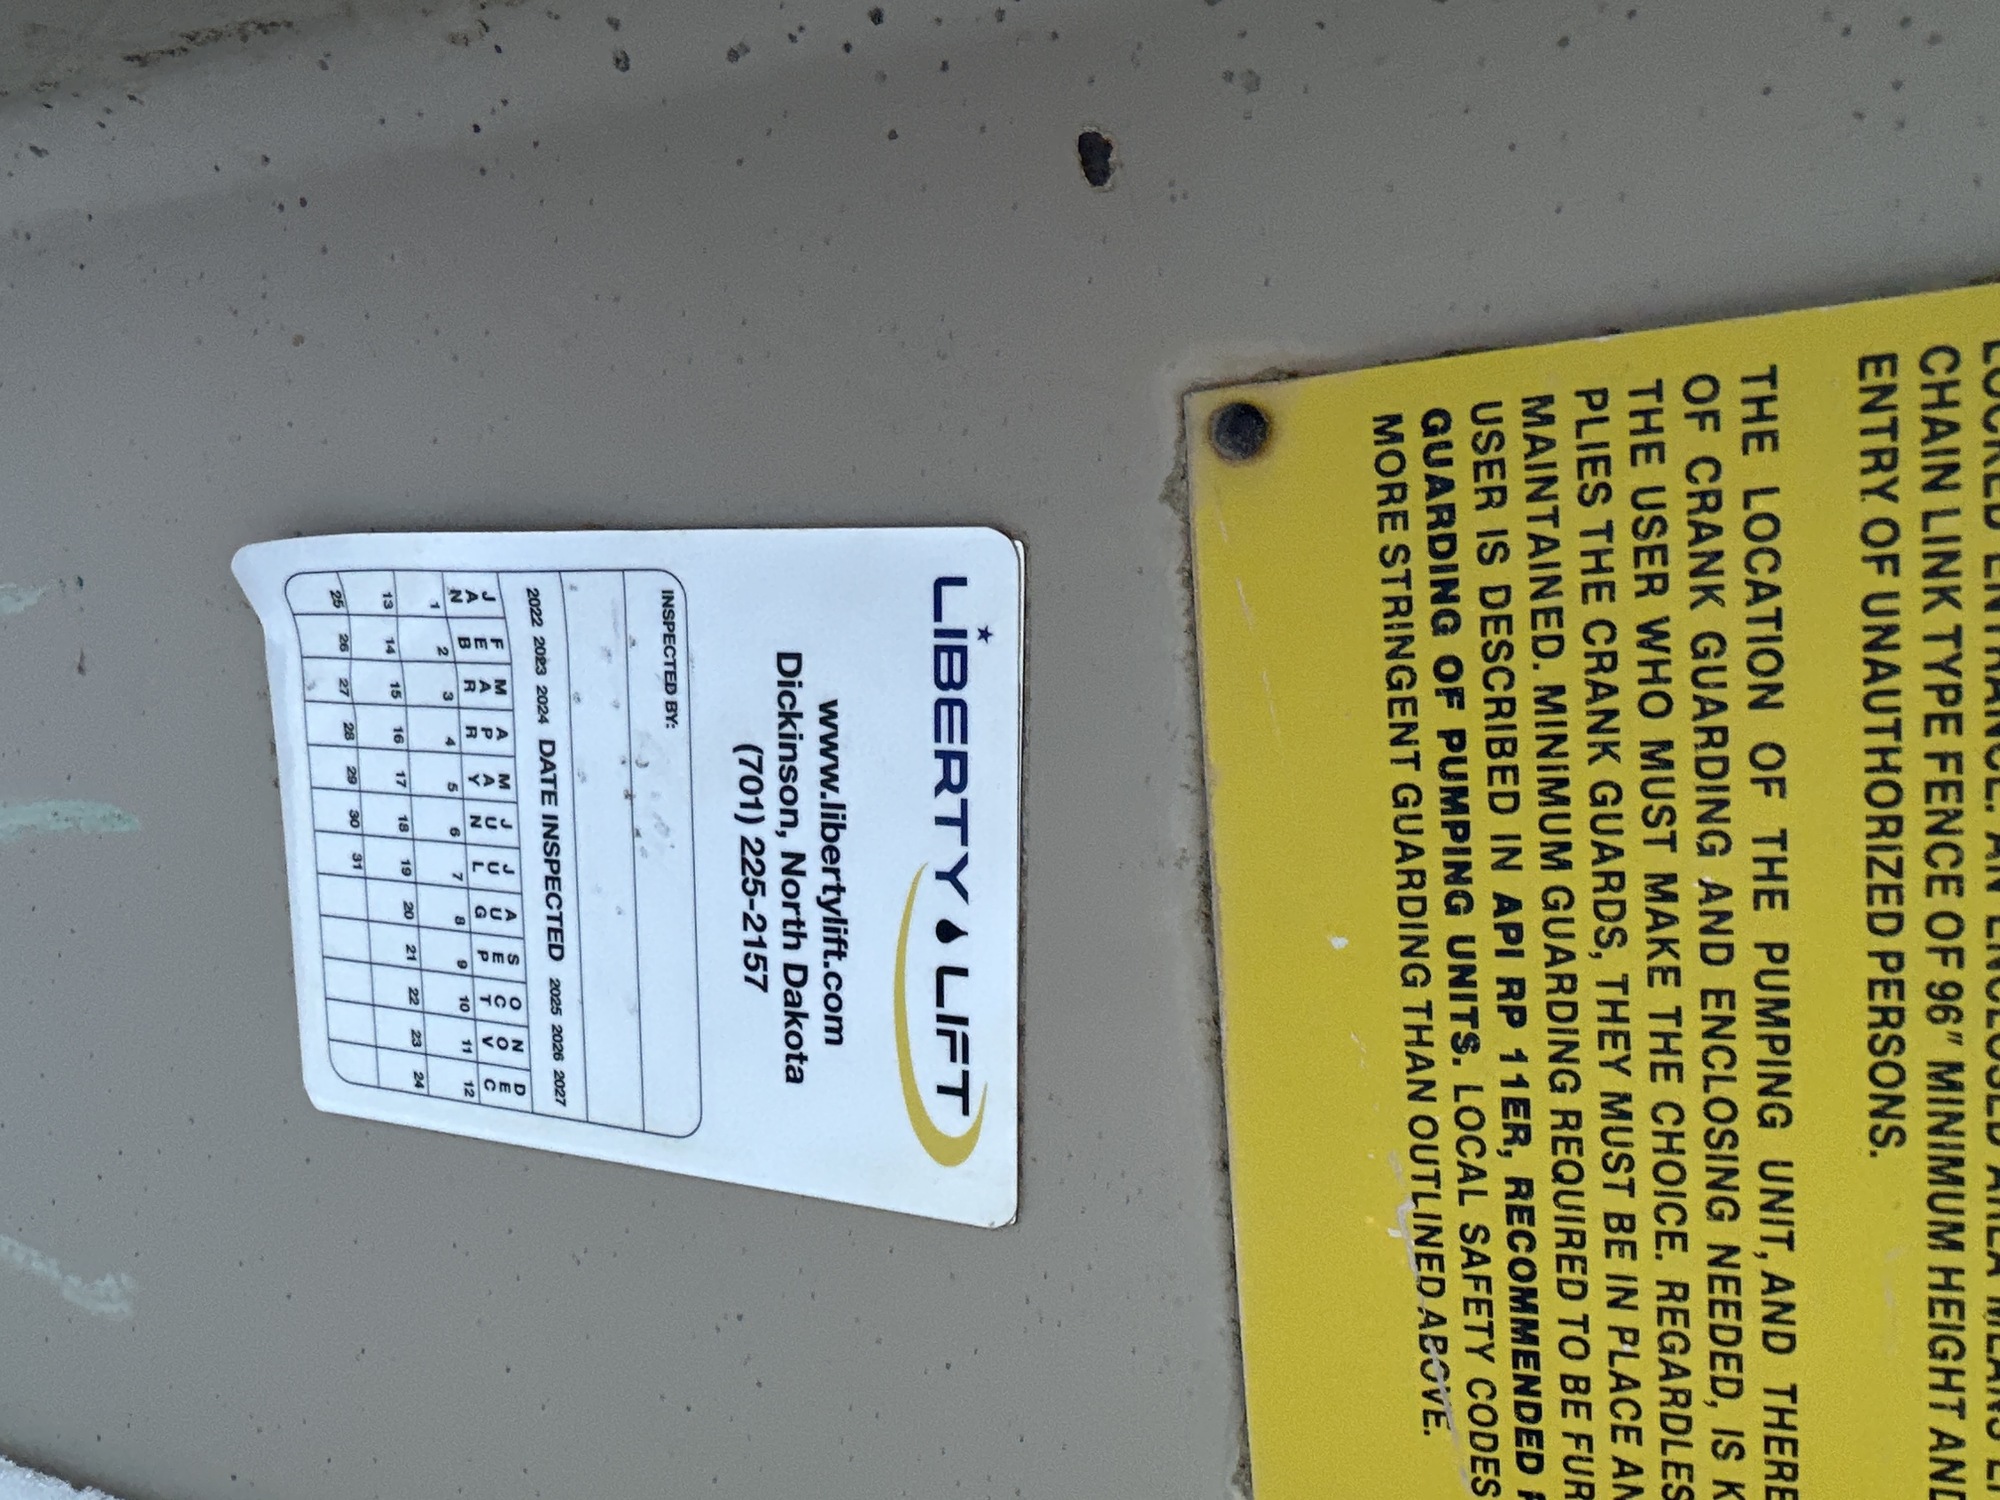 CHAIN LINK TYPE FENCE OF 96" MINIMUM HEIGHT AND
ENTRY OF UNAUTHORIZED PERSONS.
THE LOCATION OF THE PUMPING UNIT, AND THERE
OF CRANK GUARDING AND ENCLOSING NEEDED, IS K
THE USER WHO MUST MAKE THE CHOICE. REGARDLES
PLIES THE CRANK GUARDS, THEY MUST BE IN PLACE AN
MAINTAINED. MINIMUM GUARDING REQUIRED TO BE FUR
USER IS DESCRIBED IN API RP 11ER, RECOMMENDED
GUARDING OF PUMPING UNITS. LOCAL SAFETY CODES
MORE STRINGENT GUARDING THAN OUTLINED ABOVE.
LIBERTY LIFT
www.libertylift.com
Dickinson, North Dakota
(701) 225-2157
INSPECTED BY:
2022 2023 2024 DATE INSPECTED 2025 2026 2027
JAN FEB MAR APR MAY JUN JUL AUG SEP OCT NOV DEC
1 2 3 4 5 6 7 8 9 10 11 12
13 14 15 16 17 18 19 20 21 22 23 24
25 26 27 28 29 30 31